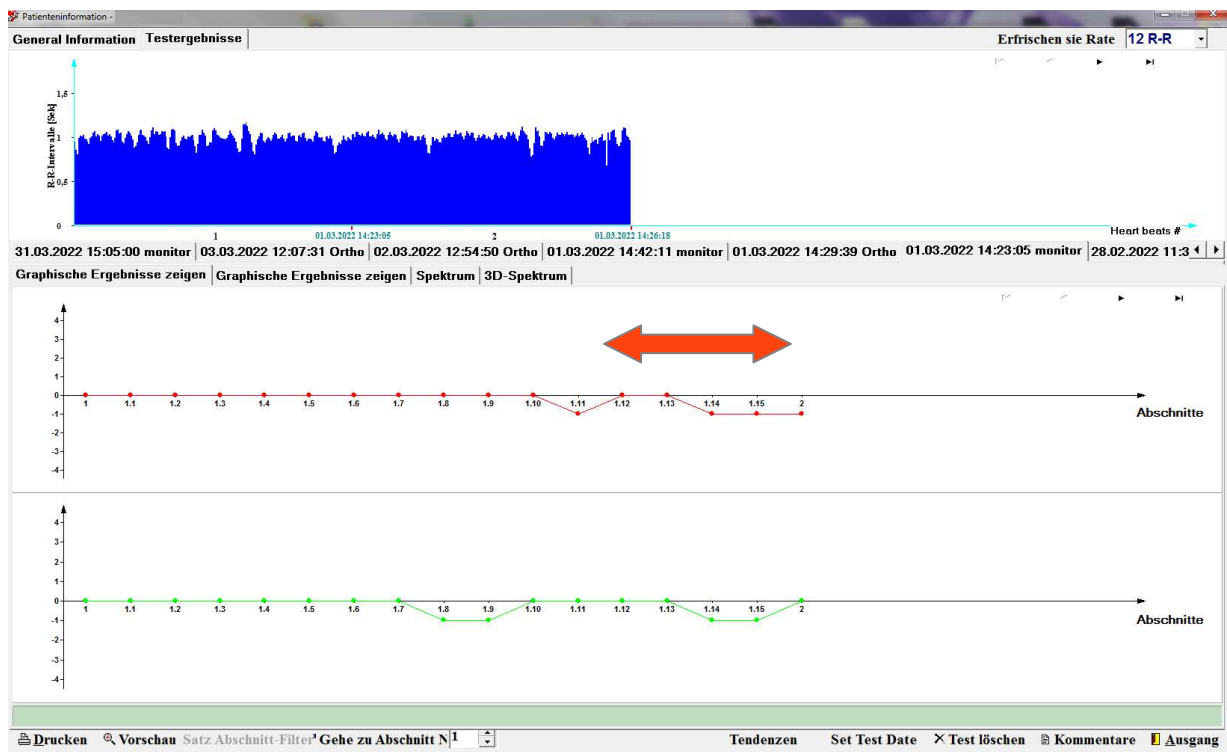 Patienteninformation -
General Information Testergebnisse Erfrischen sie Rate 12 R-R
R-R-Intervalle [Sek]
1,5
1
0,5
0
1 01.03.2022 14:23:05 2 01.03.2022 14:26:18
Heart beats #
31.03.2022 15:05:00 monitor 03.03.2022 12:07:31 Ortho 02.03.2022 12:54:50 Ortho 01.03.2022 14:42:11 monitor 01.03.2022 14:29:39 Ortho 01.03.2022 14:23:05 monitor 28.02.2022 11:3
Graphische Ergebnisse zeigen Graphische Ergebnisse zeigen Spektrum 3D-Spektrum
4
3
2
1
0
1 1.1 1.2 1.3 1.4 1.5 1.6 1.7 1.8 1.9 1.10 1.11 1.12 1.13 1.14 1.15 2
-1
Abschnitte
-2
-3
-4
4
3
2
1
0
1 1.1 1.2 1.3 1.4 1.5 1.6 1.7 1.8 1.9 1.10 1.11 1.12 1.13 1.14 1.15 2
-1
Abschnitte
-2
-3
-4
Drucken Vorschau Satz Abschnitt-Filter Gehe zu Abschnitt N 1 Tendenzen Set Test Date Test löschen Kommentare Ausgang